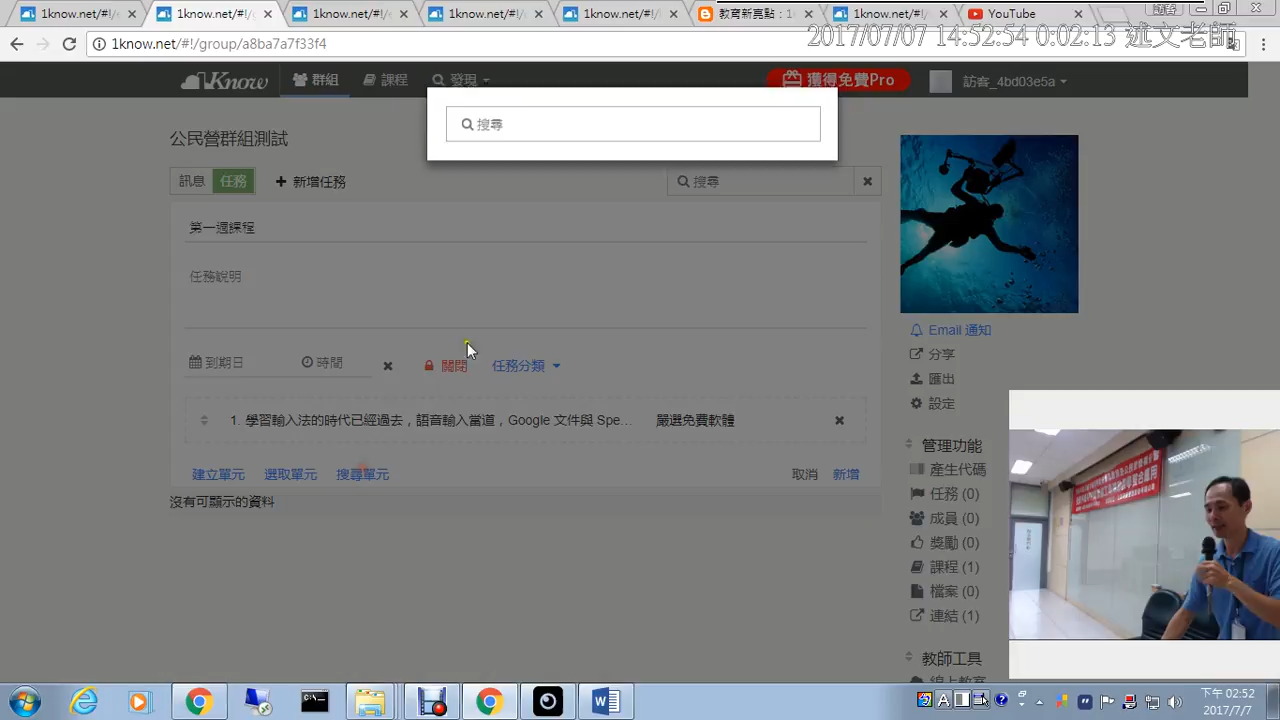 1know.net/#!/g
1know.net/#!/
1know.net/#!/g
1know.net/#!/g
1know.net/#!/g
教育新亮點：1
1know.net/#!/
YouTube
訪客
1know.net/#!/group/a8ba7a7f33f4
2017/07/07 14:52:54 0:02:13 述文老師
1Know
群組
課程
發現
獲得免費Pro
訪客_4bd03e5a
搜尋
公民營群組測試
訊息
任務
新增任務
搜尋
第一週課程
任務說明
到期日
時間
關閉
任務分類
1. 學習輸入法的時代已經過去，語音輸入當道，Google 文件與 Spe…
嚴選免費軟體
建立單元
選取單元
搜尋單元
取消
新增
沒有可顯示的資料
Email 通知
分享
匯出
設定
管理功能
產生代碼
任務 (0)
成員 (0)
獎勵 (0)
課程 (1)
檔案 (0)
連結 (1)
教師工具
下午 02:52
2017/7/7